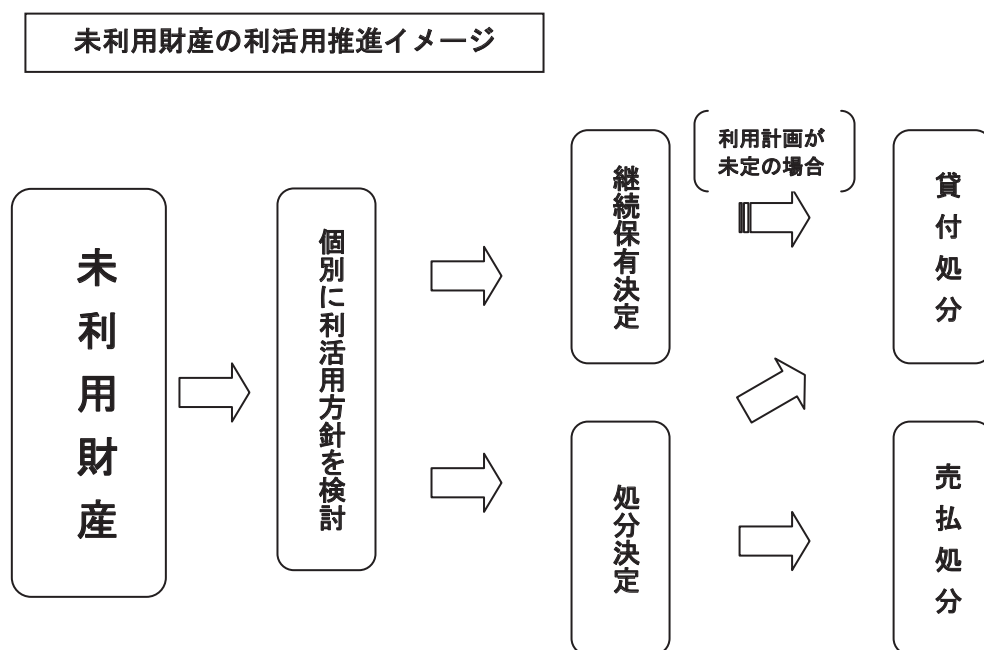 未利用財産の利活用推進イメージ
未利用財産
個別に利活用方針を検討
継続保有決定
利用計画が
未定の場合
貸付処分
処分決定
売払処分